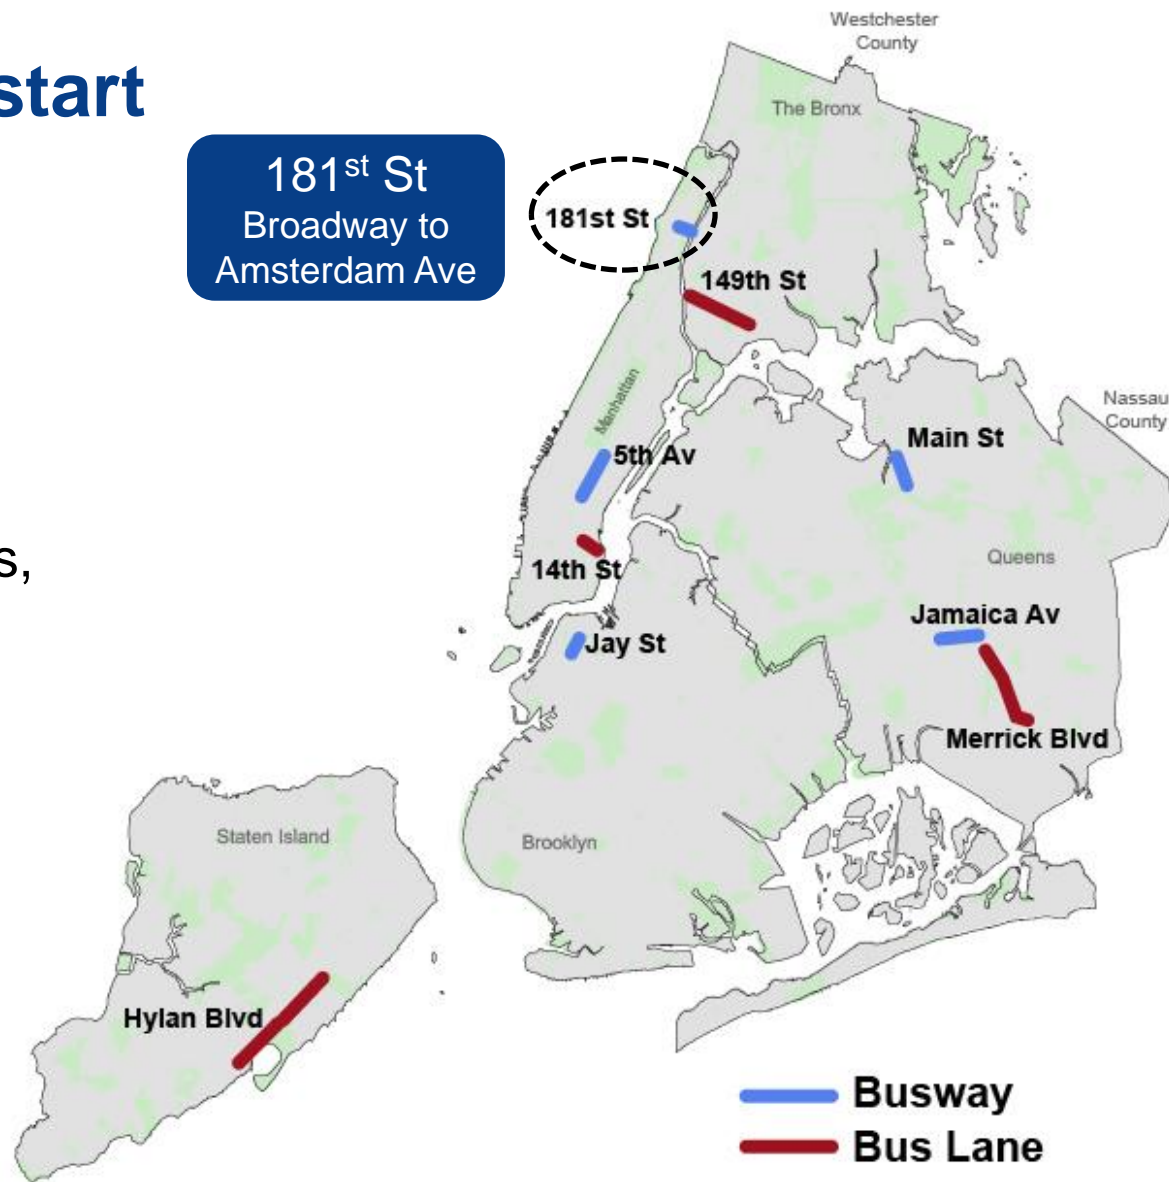 start
181st St
Broadway to
Amsterdam Ave
s,
Westchester
County
The Bronx
181st St
149th St
Manhattan
Nassau
County
5th Av
Main St
14th St
Queens
Jamaica Av
Jay St
Merrick Blvd
Staten Island
Brooklyn
Hylan Blvd
Busway
Bus Lane